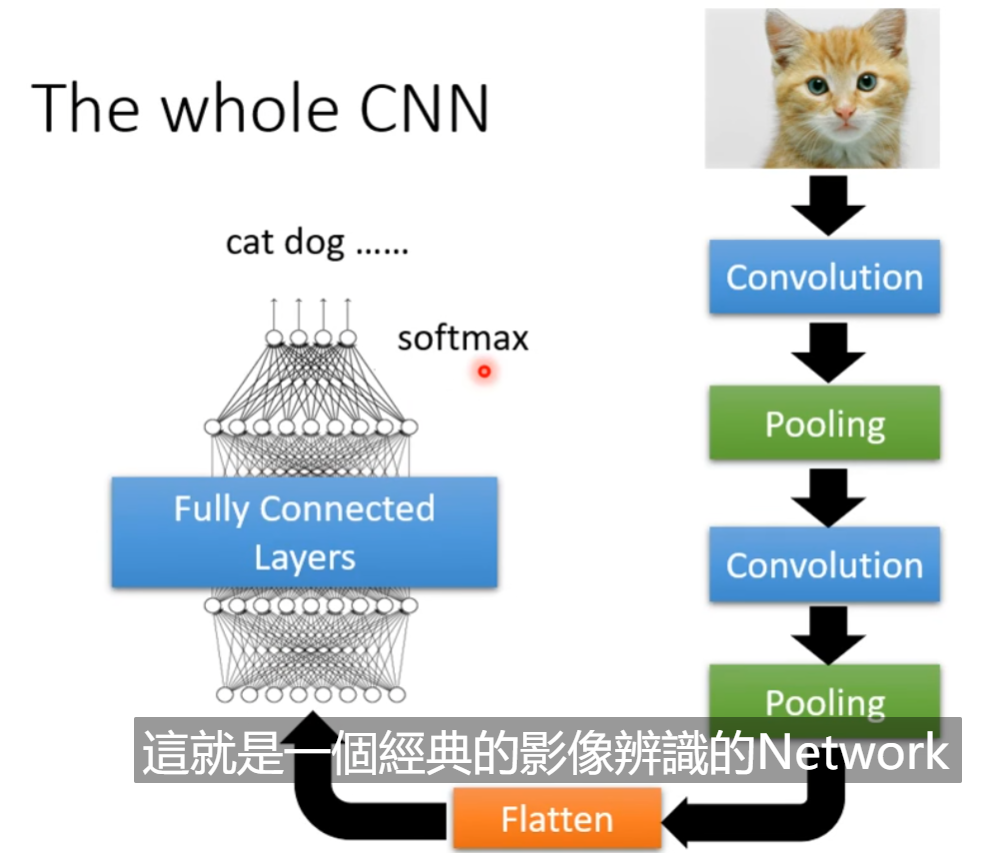 The whole CNN
cat dog ……
softmax
Fully Connected
Layers
Convolution
Pooling
Convolution
Pooling
這就是一個經典的影像辨識的Network
Flatten